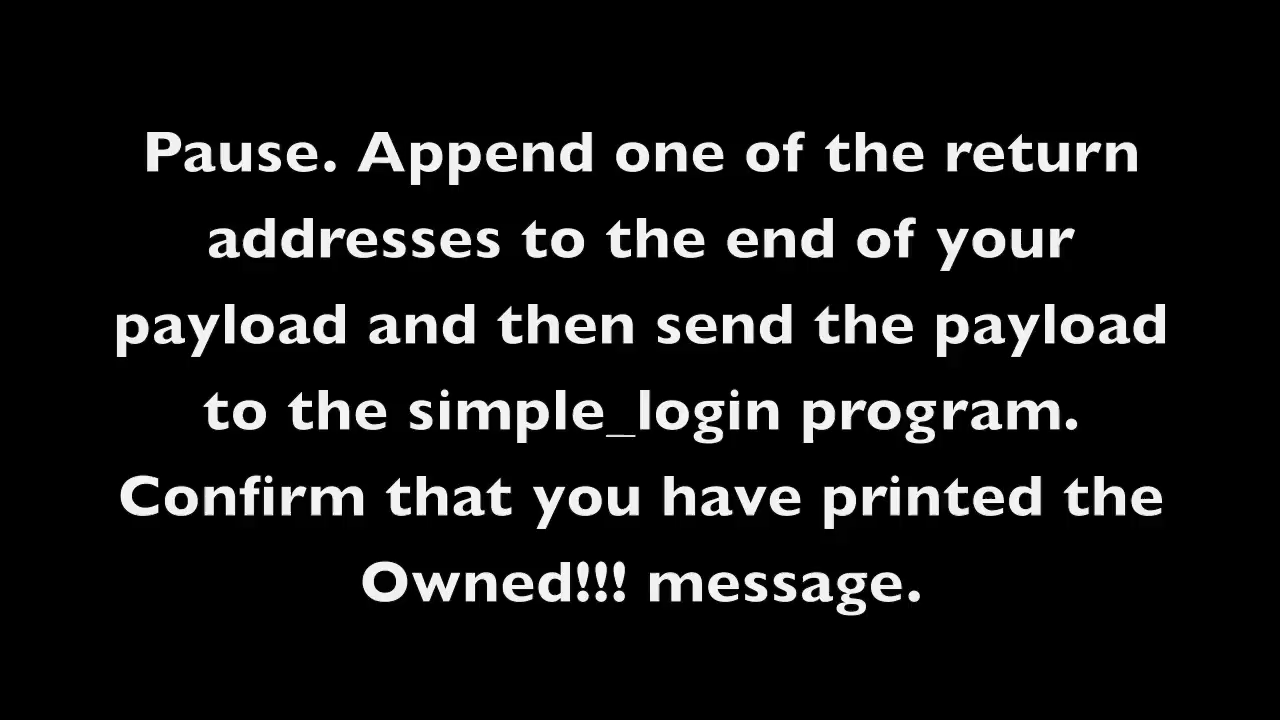 Pause. Append one of the return
addresses to the end of your
payload and then send the payload
to the simple_login program.
Confirm that you have printed the
Owned!!! message.